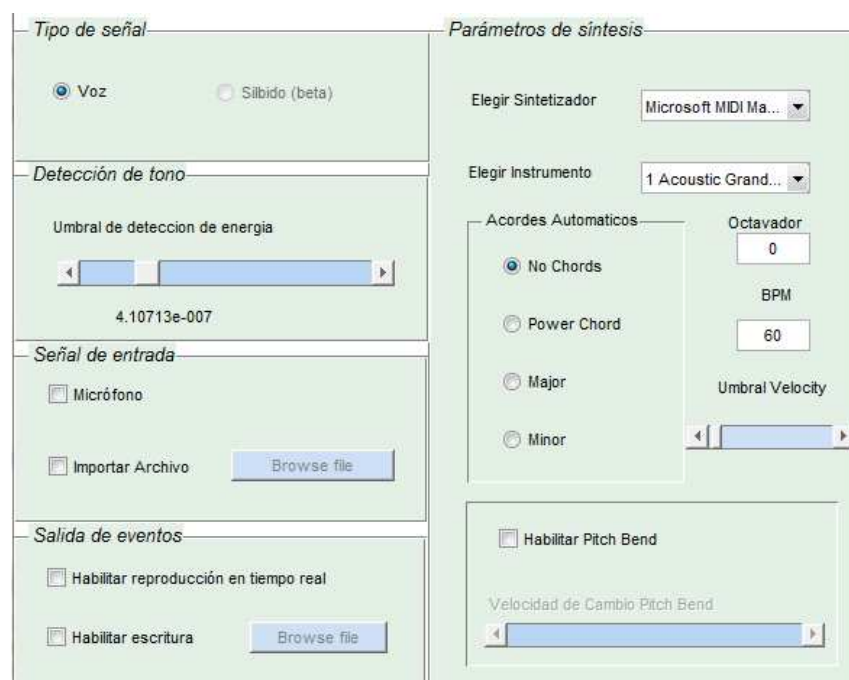 Tipo de señal
Voz
Silbido (beta)
Detección de tono
Umbral de deteccion de energia
4.10713e-007
Señal de entrada
Micrófono
Importar Archivo
Browse file
Salida de eventos
Habilitar reproducción en tiempo real
Habilitar escritura
Browse file
Parámetros de síntesis
Elegir Sintetizador
Microsoft MIDI Ma...
Elegir Instrumento
1 Acoustic Grand...
Acordes Automaticos
No Chords
Power Chord
Major
Minor
Octavador
0
BPM
60
Umbral Velocity
Habilitar Pitch Bend
Velocidad de Cambio Pitch Bend